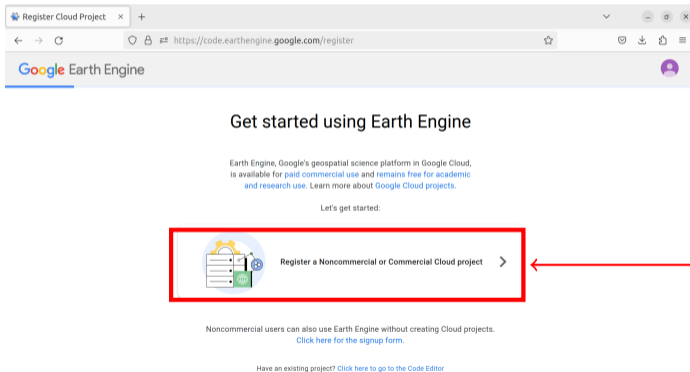 Register Cloud Project
https://code.earthengine.google.com/register
Google Earth Engine
Get started using Earth Engine
Earth Engine, Google's geospatial science platform in Google Cloud,
is available for paid commercial use and remains free for academic
and research use. Learn more about Google Cloud projects.
Let's get started:
Register a Noncommercial or Commercial Cloud project
Noncommercial users can also use Earth Engine without creating Cloud projects.
Click here for the signup form.
Have an existing project? Click here to go to the Code Editor